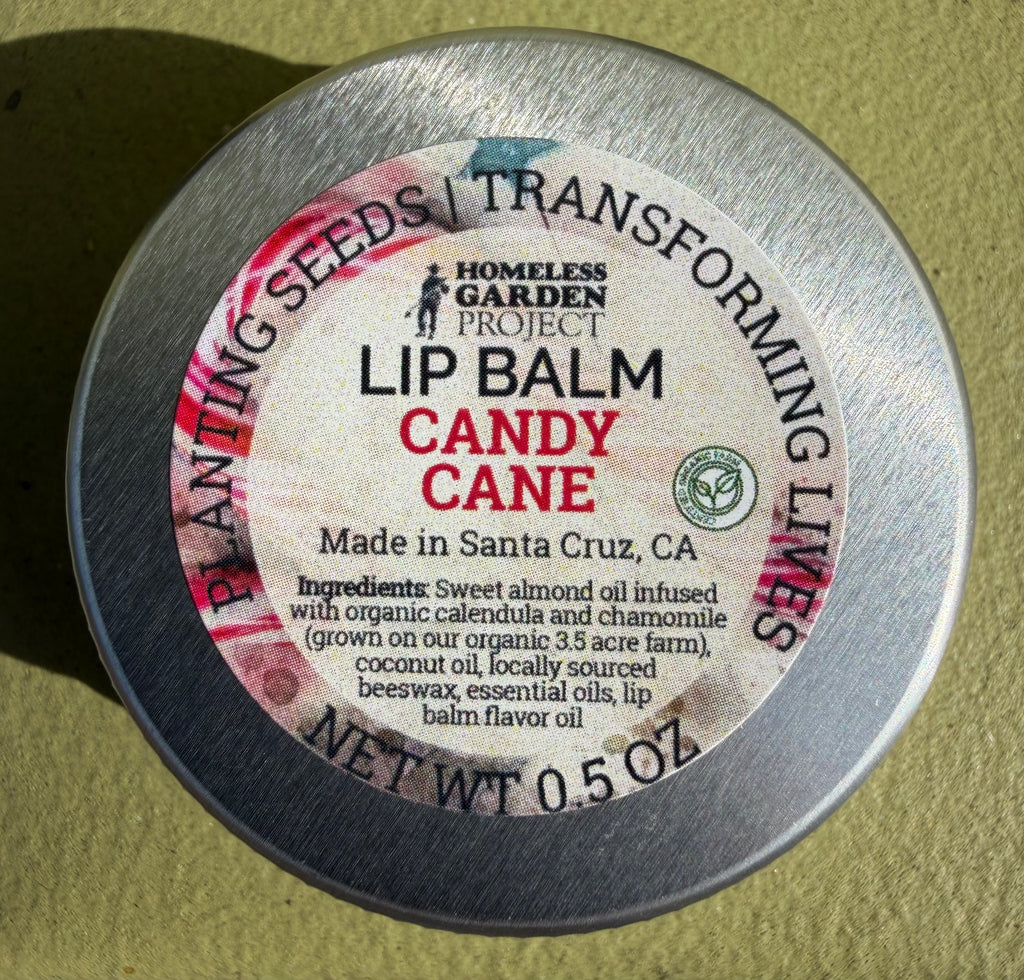 PLANTING SEEDS | TRANSFORMING LIVES
HOMELESS
GARDEN
PROJECT
LIP BALM
CANDY
CANE
Made in Santa Cruz, CA
Ingredients: Sweet almond oil infused
with organic calendula and chamomile
(grown on our organic 3.5 acre farm),
coconut oil, locally sourced
beeswax, essential oils, lip
balm flavor oil
NET WT 0.5 OZ